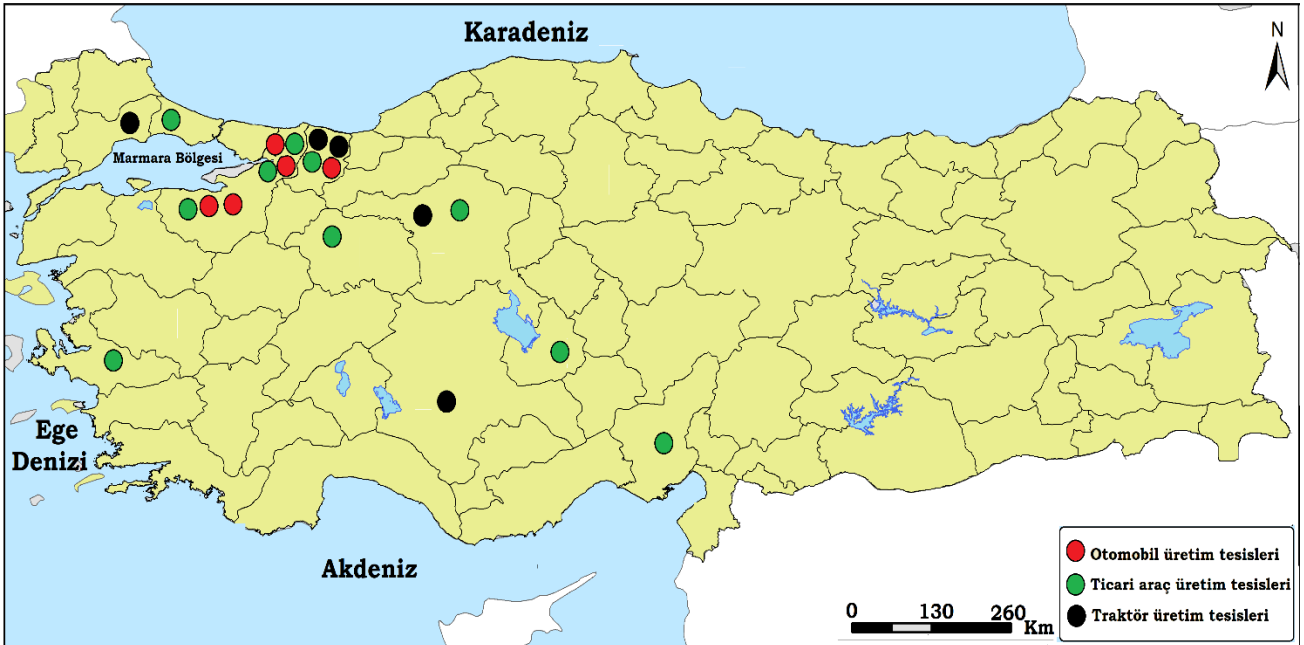 Karadeniz
N
Marmara Bölgesi
Ege
Denizi
Akdeniz
Otomobil üretim tesisleri
Ticari araç üretim tesisleri
Traktör üretim tesisleri
0 130 260
Km